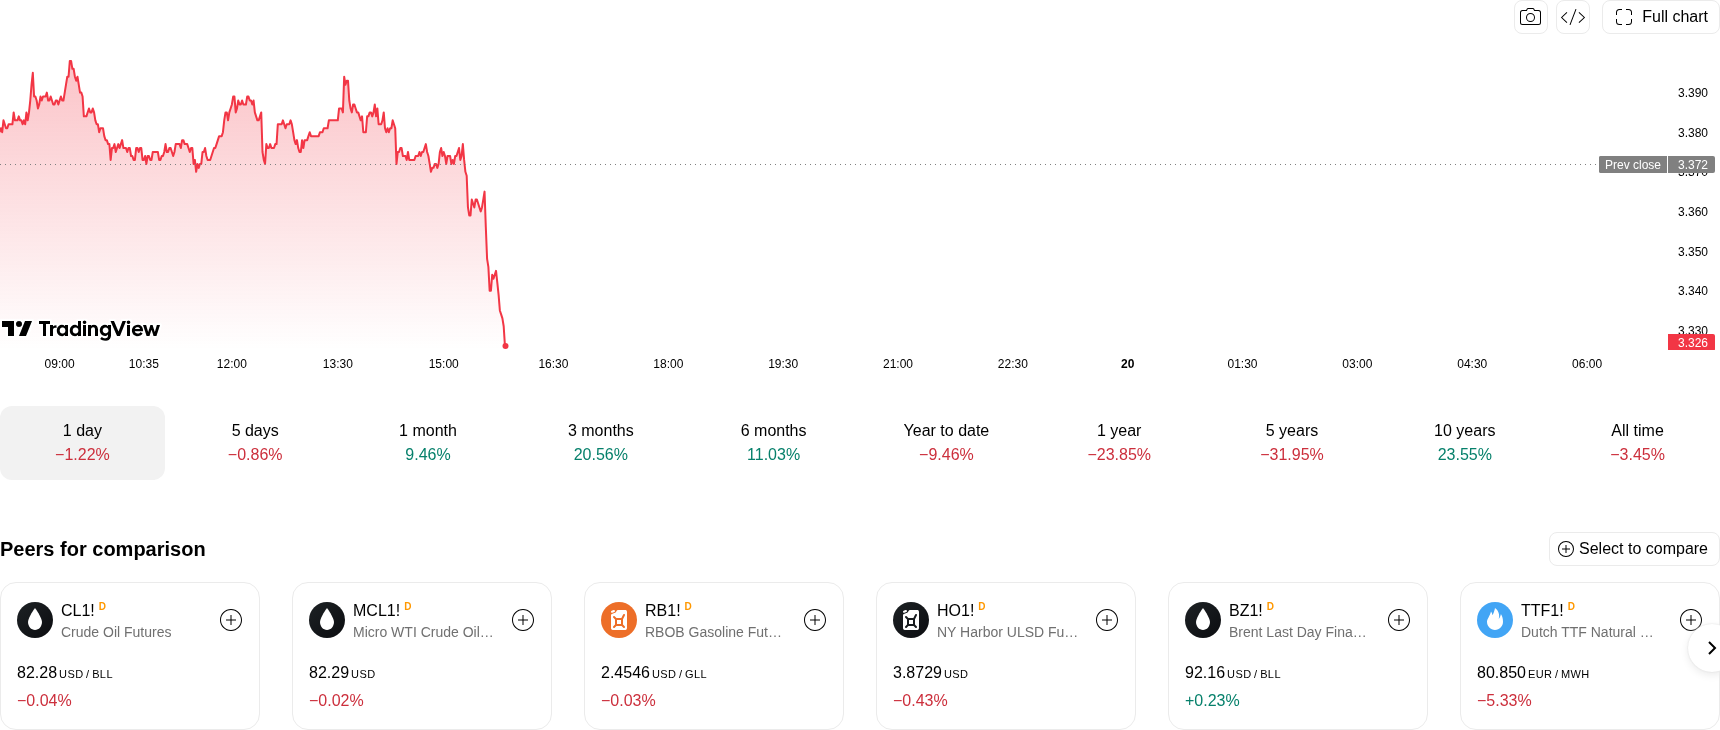 Full chart
3.390
3.380
Prev close 3.372
3.360
3.350
3.340
3.330
3.326
TradingView
09:00 10:35 12:00 13:30 15:00 16:30 18:00 19:30 21:00 22:30 20 01:30 03:00 04:30 06:00
1 day 5 days 1 month 3 months 6 months Year to date 1 year 5 years 10 years All time
−1.22% −0.86% 9.46% 20.56% 11.03% −9.46% −23.85% −31.95% 23.55% −3.45%
Peers for comparison
Select to compare
CL1! D
Crude Oil Futures
82.28 USD / BLL
−0.04%
MCL1! D
Micro WTI Crude Oil…
82.29 USD
−0.02%
RB1! D
RBOB Gasoline Fut…
2.4546 USD / GLL
−0.03%
HO1! D
NY Harbor ULSD Fu…
3.8729 USD
−0.43%
BZ1! D
Brent Last Day Fina…
92.16 USD / BLL
+0.23%
TTF1! D
Dutch TTF Natural …
80.850 EUR / MWH
−5.33%